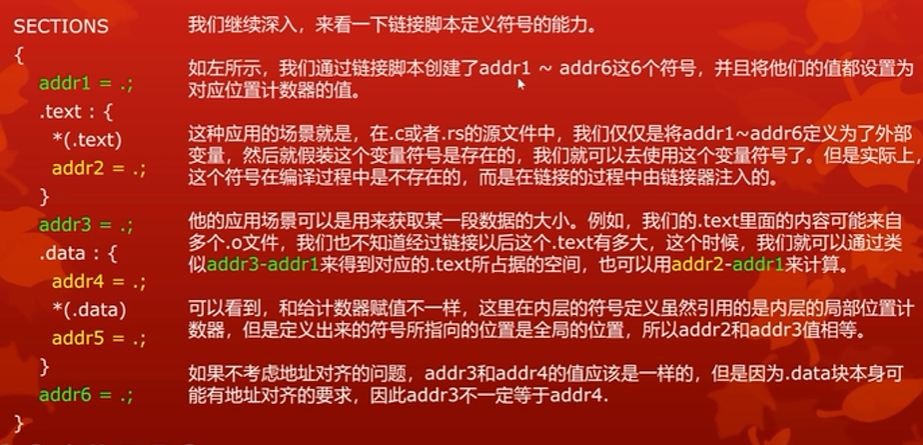 SECTIONS
{
addr1 = .;
.text : {
*(.text)
addr2 = .;
}
addr3 = .;
.data : {
addr4 = .;
*(.data)
addr5 = .;
}
addr6 = .;
}
我们继续深入，来看一下链接脚本定义符号的能力。
如左所示，我们通过链接脚本创建了addr1 ~ addr6这6个符号，并且将他们的值都设置为
对应位置计数器的值。
这种应用的场景就是，在.c或者.rs的源文件中，我们仅仅是将addr1~addr6定义为了外部
变量，然后就假装这个变量符号是存在的，我们就可以去使用这个变量符号了。但是实际上，
这个符号在编译过程中是不存在的，而是在链接的过程中由链接器注入的。
他的应用场景可以是用来获取某一段数据的大小。例如，我们的.text里面的内容可能来自
多个.o文件，我们也不知道经过链接以后这个.text有多大，这个时候，我们就可以通过类
似addr3-addr1来得到对应的.text所占据的空间，也可以用addr2-addr1来计算。
可以看到，和给计数器赋值不一样，这里在内层的符号定义虽然引用的是内层的局部位置计
数器，但是定义出来的符号所指向的位置是全局的位置，所以addr2和addr3值相等。
如果不考虑地址对齐的问题，addr3和addr4的值应该是一样的，但是因为.data块本身可
能有地址对齐的要求，因此addr3不一定等于addr4.